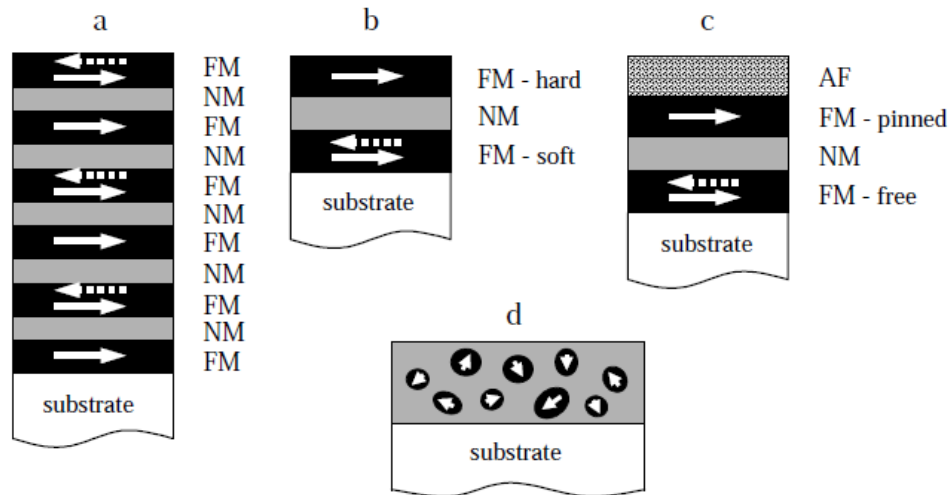 a
FM
NM
FM
NM
FM
NM
FM
NM
FM
NM
FM
substrate
b
FM - hard
NM
FM - soft
substrate
c
AF
FM - pinned
NM
FM - free
substrate
d
substrate